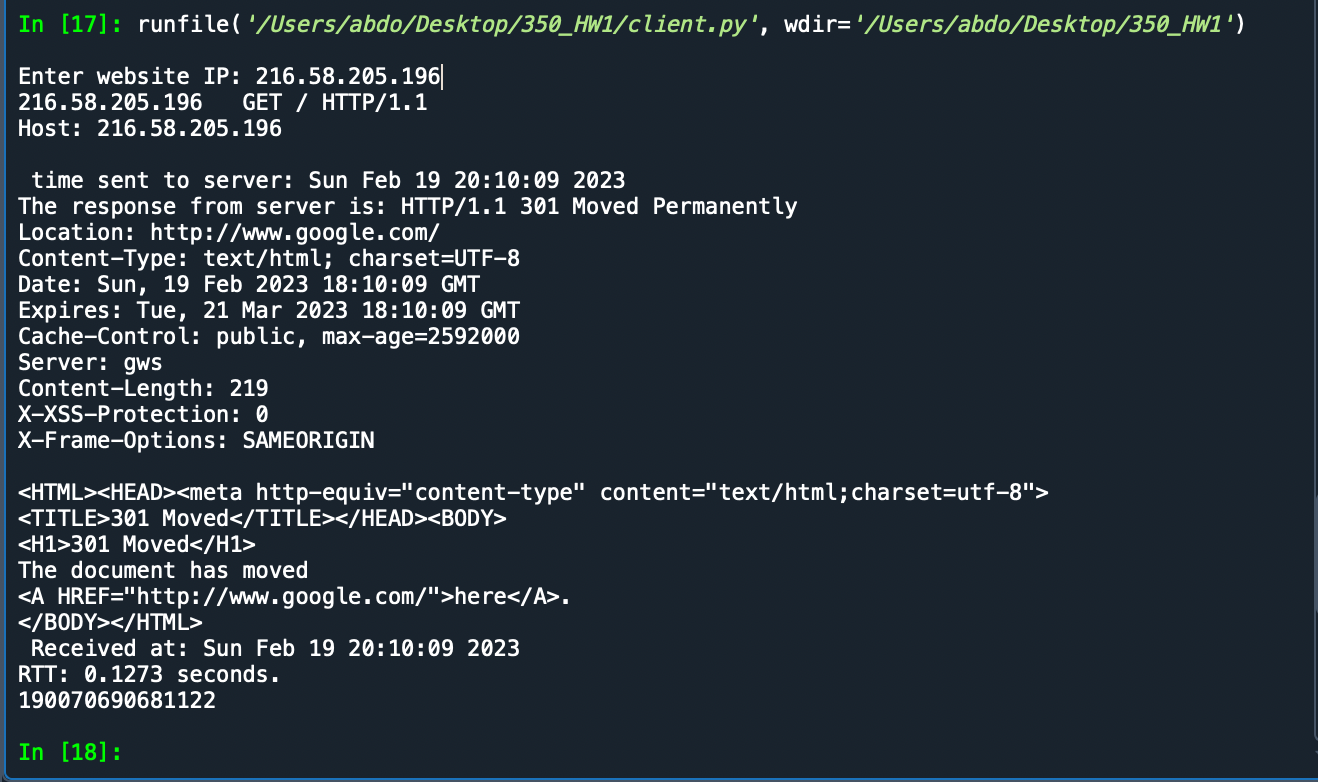 In [17]: runfile('/Users/abdo/Desktop/350_HW1/client.py', wdir='/Users/abdo/Desktop/350_HW1')
Enter website IP: 216.58.205.196
216.58.205.196   GET / HTTP/1.1
Host: 216.58.205.196
time sent to server: Sun Feb 19 20:10:09 2023
The response from server is: HTTP/1.1 301 Moved Permanently
Location: http://www.google.com/
Content-Type: text/html; charset=UTF-8
Date: Sun, 19 Feb 2023 18:10:09 GMT
Expires: Tue, 21 Mar 2023 18:10:09 GMT
Cache-Control: public, max-age=2592000
Server: gws
Content-Length: 219
X-XSS-Protection: 0
X-Frame-Options: SAMEORIGIN
<HTML><HEAD><meta http-equiv="content-type" content="text/html;charset=utf-8">
<TITLE>301 Moved</TITLE></HEAD><BODY>
<H1>301 Moved</H1>
The document has moved
<A HREF="http://www.google.com/">here</A>.
</BODY></HTML>
Received at: Sun Feb 19 20:10:09 2023
RTT: 0.1273 seconds.
190070690681122
In [18]: